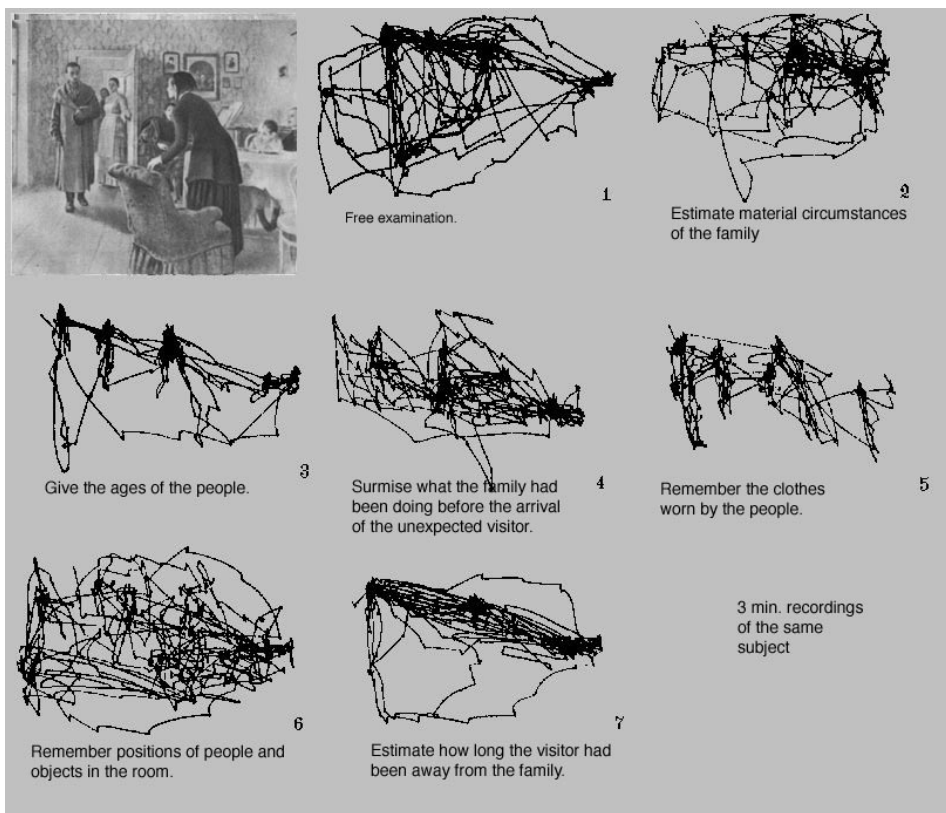 1
Free examination.
2
Estimate material circumstances
of the family
3
Give the ages of the people.
4
Surmise what the family had
been doing before the arrival
of the unexpected visitor.
5
Remember the clothes
worn by the people.
6
Remember positions of people and
objects in the room.
7
Estimate how long the visitor had
been away from the family.
3 min. recordings
of the same
subject